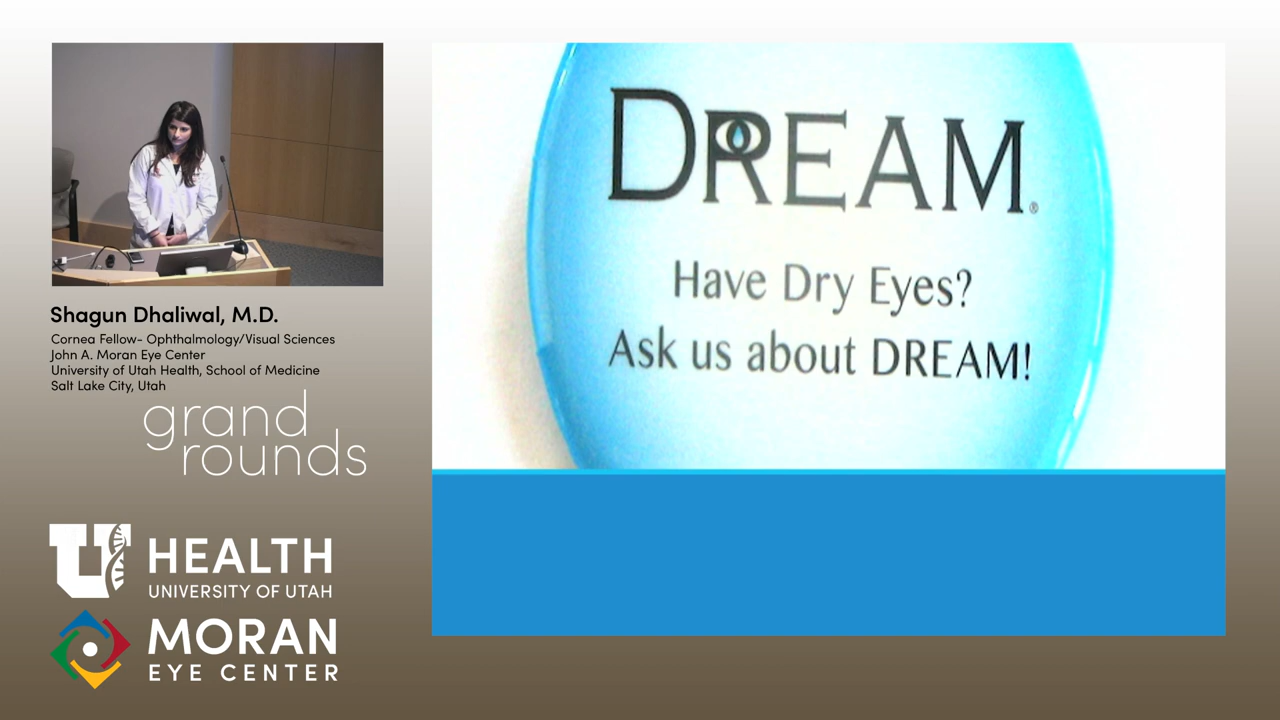 Shagun Dhaliwal, M.D.
Cornea Fellow- Ophthalmology/Visual Sciences
John A. Moran Eye Center
University of Utah Health, School of Medicine
Salt Lake City, Utah
grand
rounds
U HEALTH
UNIVERSITY OF UTAH
MORAN
EYE CENTER
DREAM®
Have Dry Eyes?
Ask us about DREAM!